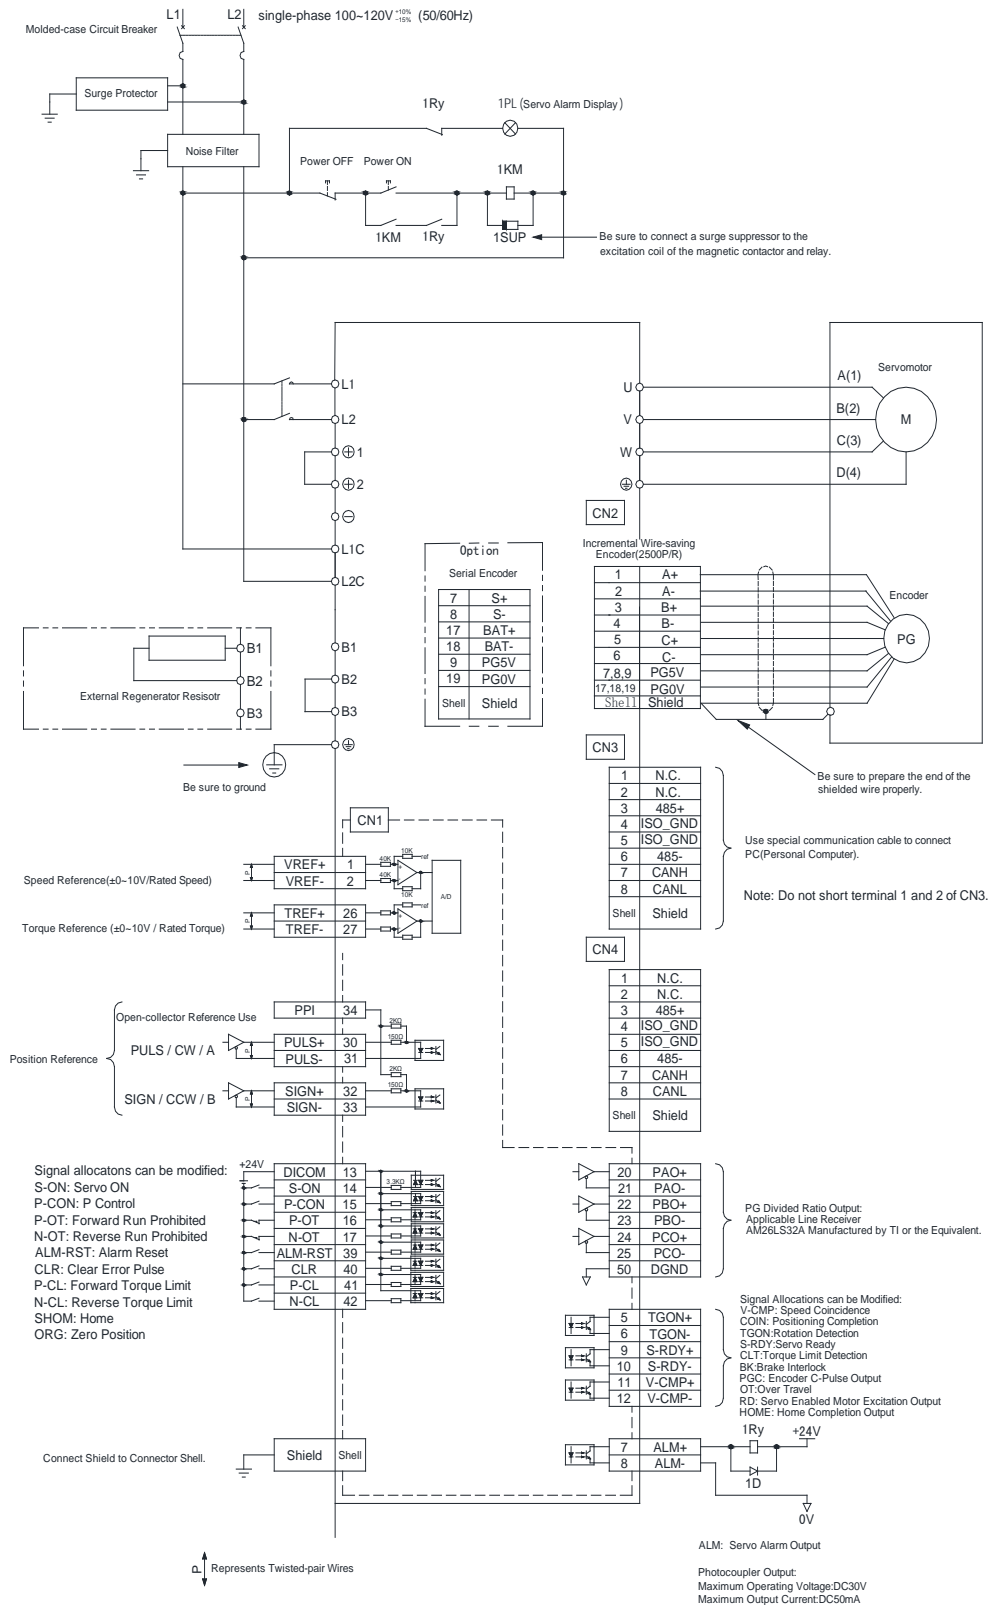 L1 L2 single-phase 100~120V +10% -15% (50/60Hz)
Molded-case Circuit Breaker
Surge Protector
Noise Filter
1Ry 1PL (Servo Alarm Display)
Power OFF Power ON 1KM
1KM 1Ry 1SUP
Be sure to connect a surge suppressor to the
excitation coil of the magnetic contactor and relay.
L1
L2
⊕1
⊕2
⊖
L1C
L2C
B1
B2
B3
External Regenerator Resisotr
B1
B2
B3
Be sure to ground
U
V
W
A(1)
B(2)
C(3)
D(4)
Servomotor
M
CN2
Option
Serial Encoder
7 S+
8 S-
17 BAT+
18 BAT-
9 PG5V
19 PG0V
Shell Shield
Incremental Wire-saving
Encoder(2500P/R)
1 A+
2 A-
3 B+
4 B-
5 C+
6 C-
7,8,9 PG5V
17,18,19 PG0V
Shell Shield
Encoder
PG
Be sure to prepare the end of the
shielded wire properly.
CN3
1 N.C.
2 N.C.
3 485+
4 ISO_GND
5 ISO_GND
6 485-
7 CANH
8 CANL
Shell Shield
Use special communication cable to connect
PC(Personal Computer).
Note: Do not short terminal 1 and 2 of CN3.
CN4
1 N.C.
2 N.C.
3 485+
4 ISO_GND
5 ISO_GND
6 485-
7 CANH
8 CANL
Shell Shield
CN1
Speed Reference(±0~10V/Rated Speed)
P
VREF+ 1
VREF- 2
40K
40K
10K
10K
ref
A/D
Torque Reference (±0~10V / Rated Torque)
P
TREF+ 26
TREF- 27
ref
Position Reference
Open-collector Reference Use
PULS / CW / A
SIGN / CCW / B
P
P
PPI 34
PULS+ 30
PULS- 31
SIGN+ 32
SIGN- 33
2KΩ
150Ω
2KΩ
150Ω
Signal allocatons can be modified:
S-ON: Servo ON
P-CON: P Control
P-OT: Forward Run Prohibited
N-OT: Reverse Run Prohibited
ALM-RST: Alarm Reset
CLR: Clear Error Pulse
P-CL: Forward Torque Limit
N-CL: Reverse Torque Limit
SHOM: Home
ORG: Zero Position
+24V
DICOM 13
S-ON 14
P-CON 15
P-OT 16
N-OT 17
ALM-RST 39
CLR 40
P-CL 41
N-CL 42
3.3KΩ
20 PAO+
21 PAO-
22 PBO+
23 PBO-
24 PCO+
25 PCO-
50 DGND
PG Divided Ratio Output:
Applicable Line Receiver
AM26LS32A Manufactured by TI or the Equivalent.
5 TGON+
6 TGON-
9 S-RDY+
10 S-RDY-
11 V-CMP+
12 V-CMP-
Signal Allocations can be Modified:
V-CMP: Speed Coincidence
COIN: Positioning Completion
TGON:Rotation Detection
S-RDY:Servo Ready
CLT:Torque Limit Detection
BK:Brake Interlock
PGC: Encoder C-Pulse Output
OT:Over Travel
RD: Servo Enabled Motor Excitation Output
HOME: Home Completion Output
Connect Shield to Connector Shell.
Shield Shell
7 ALM+
8 ALM-
1Ry +24V
1D
0V
ALM: Servo Alarm Output
P Represents Twisted-pair Wires
Photocoupler Output:
Maximum Operating Voltage:DC30V
Maximum Output Current:DC50mA